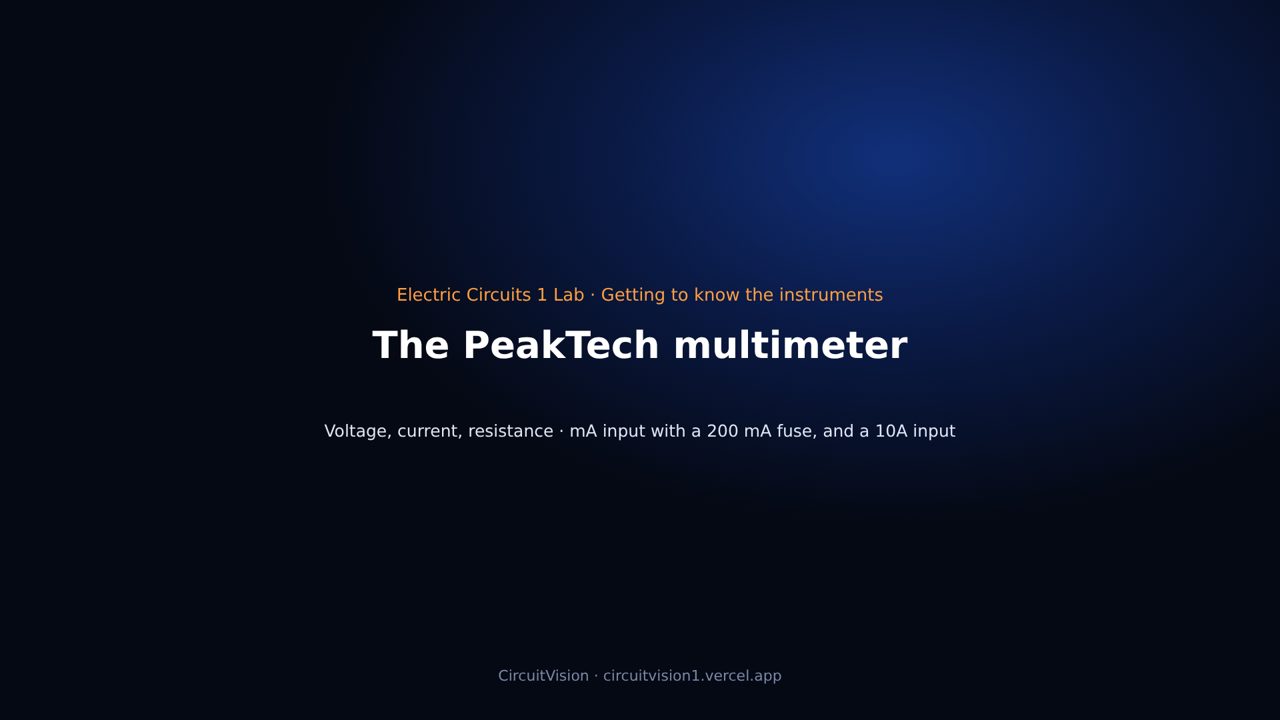 Electric Circuits 1 Lab · Getting to know the instruments
The PeakTech multimeter
Voltage, current, resistance · mA input with a 200 mA fuse, and a 10A input
CircuitVision · circuitvision1.vercel.app